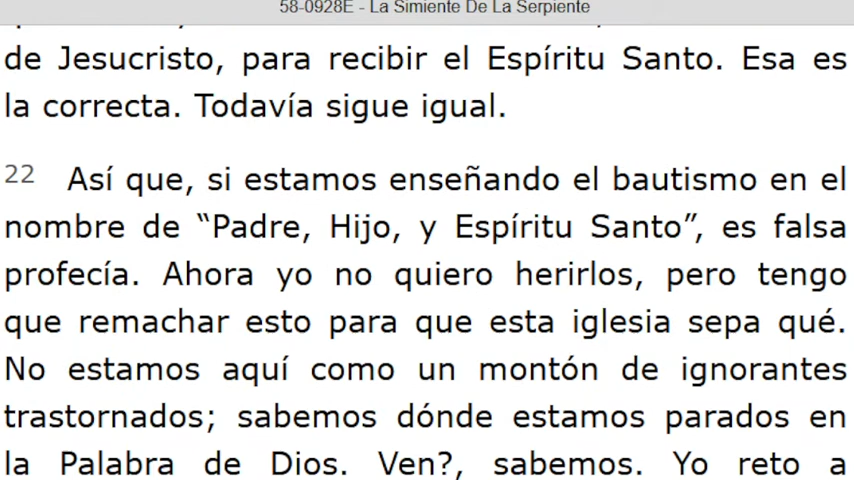 58-0928E - La Simiente De La Serpiente
de Jesucristo, para recibir el Espíritu Santo. Esa es
la correcta. Todavía sigue igual.
22 Así que, si estamos enseñando el bautismo en el
nombre de “Padre, Hijo, y Espíritu Santo”, es falsa
profecía. Ahora yo no quiero herirlos, pero tengo
que remachar esto para que esta iglesia sepa qué.
No estamos aquí como un montón de ignorantes
trastornados; sabemos dónde estamos parados en
la Palabra de Dios. Ven?, sabemos. Yo reto a